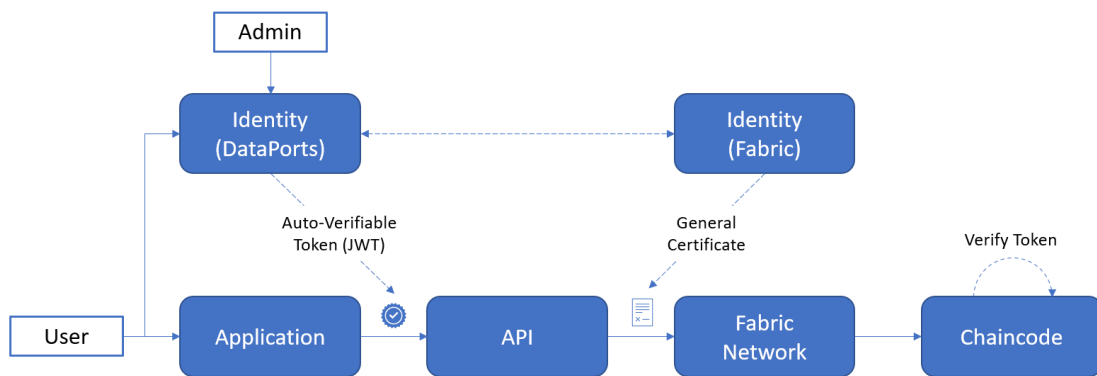 Admin
Identity
(DataPorts)
Identity
(Fabric)
Auto-Verifiable
Token (JWT)
General
Certificate
Verify Token
User
Application
API
Fabric
Network
Chaincode